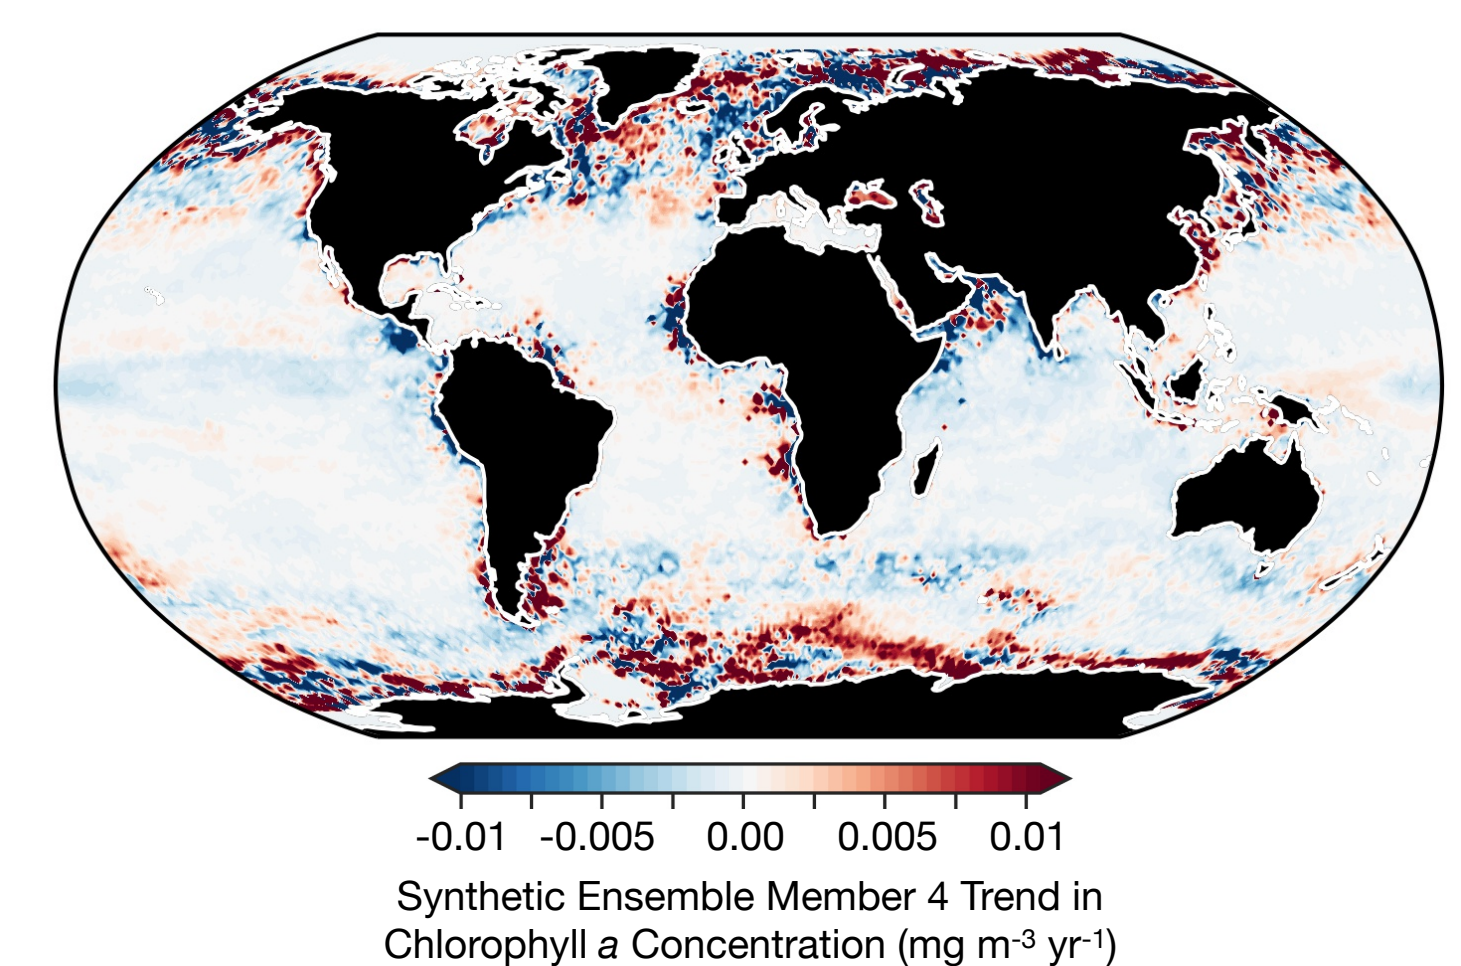 -0.01 -0.005 0.00 0.005 0.01
Synthetic Ensemble Member 4 Trend in
Chlorophyll a Concentration (mg m-3 yr-1)